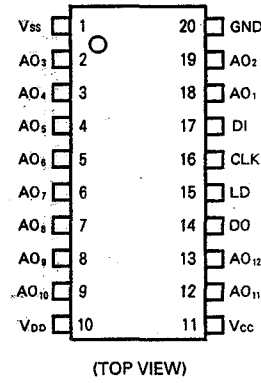 Vss 1 20 GND
AO₃ 2 19 AO₂
AO₄ 3 18 AO₁
AO₅ 4 17 DI
AO₆ 5 16 CLK
AO₇ 6 15 LD
AO₈ 7 14 DO
AO₉ 8 13 AO₁₂
AO₁₀ 9 12 AO₁₁
VDD 10 11 Vcc
(TOP VIEW)